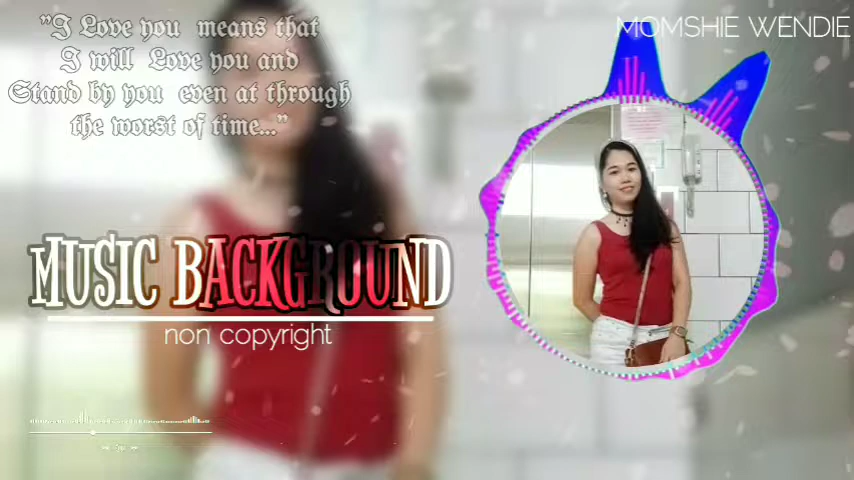 "I Love you means that
I will Love you and
Stand by you even at through
the worst of time..."
MOMSHIE WENDIE
MUSIC BACKGROUND
non copyright